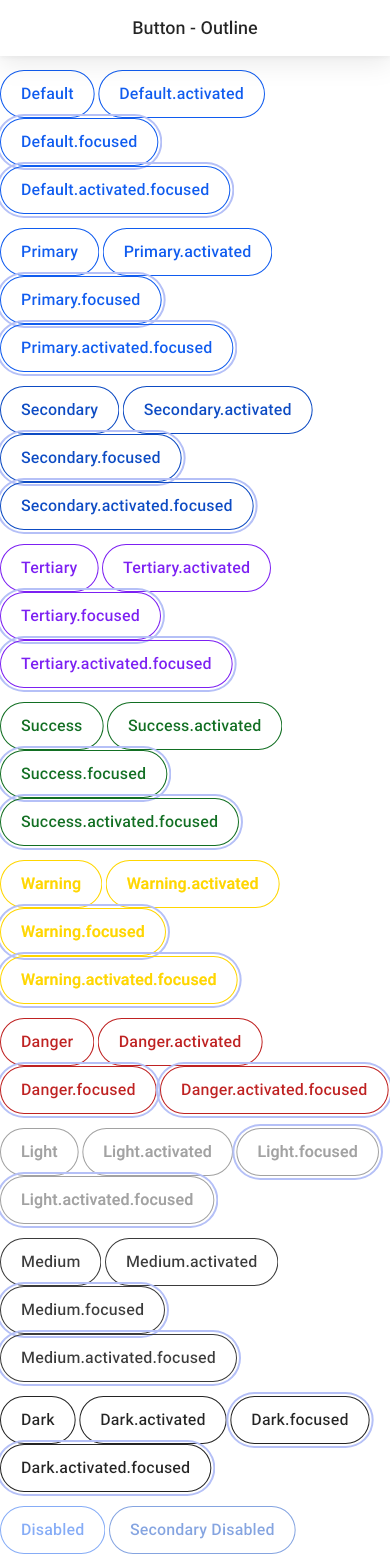 Button - Outline
Default Default.activated
Default.focused
Default.activated.focused
Primary Primary.activated
Primary.focused
Primary.activated.focused
Secondary Secondary.activated
Secondary.focused
Secondary.activated.focused
Tertiary Tertiary.activated
Tertiary.focused
Tertiary.activated.focused
Success Success.activated
Success.focused
Success.activated.focused
Warning Warning.activated
Warning.focused
Warning.activated.focused
Danger Danger.activated
Danger.focused Danger.activated.focused
Light Light.activated Light.focused
Light.activated.focused
Medium Medium.activated
Medium.focused
Medium.activated.focused
Dark Dark.activated Dark.focused
Dark.activated.focused
Disabled Secondary Disabled